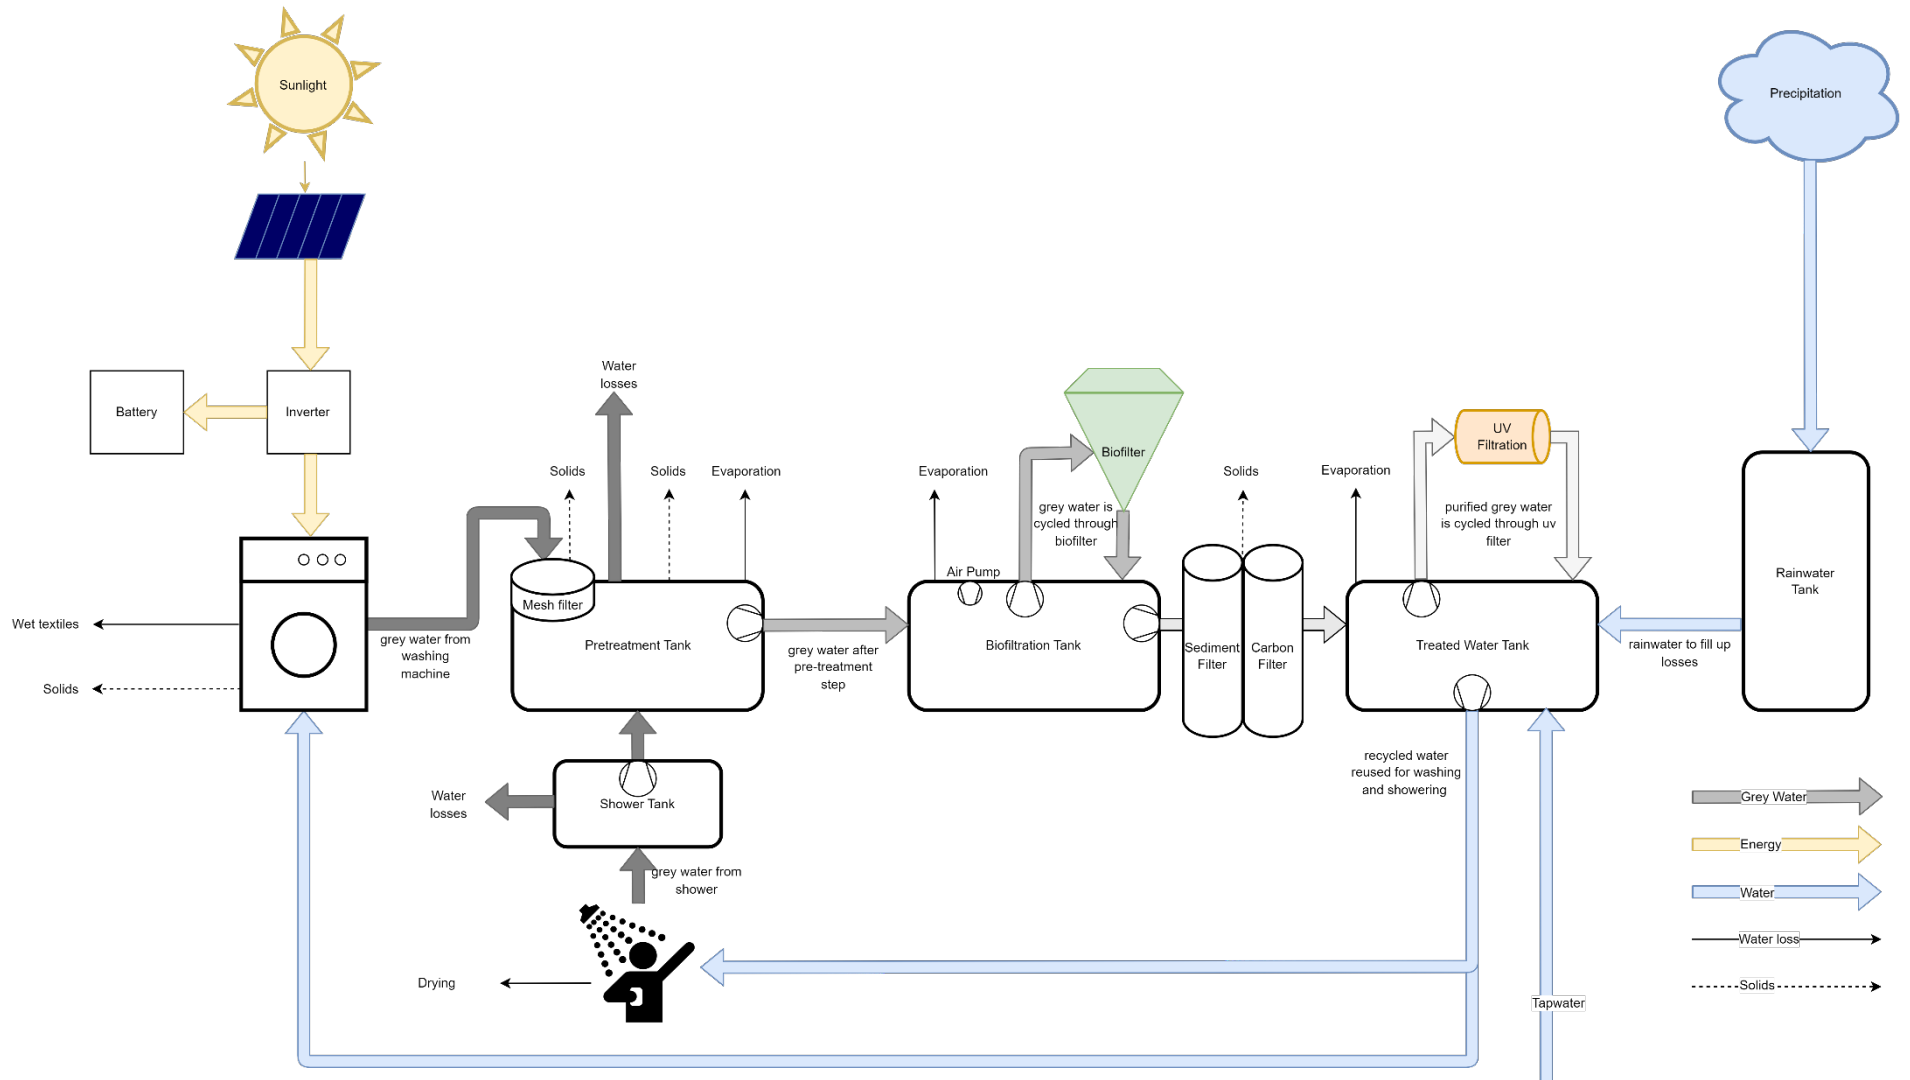 Sunlight
Precipitation
Battery
Inverter
Water
losses
Solids
Solids
Evaporation
Evaporation
Biofilter
grey water is
cycled through
biofilter
Solids
Evaporation
UV
Filtration
purified grey water
is cycled through uv
filter
Air Pump
Mesh filter
Rainwater
Tank
Wet textiles
Solids
grey water from
washing
machine
Pretreatment Tank
grey water after
pre-treatment
step
Biofiltration Tank
Sediment
Filter
Carbon
Filter
Treated Water Tank
rainwater to fill up
losses
Water
losses
Shower Tank
recycled water
reused for washing
and showering
grey water from
shower
Drying
Tapwater
Grey Water
Energy
Water
Water loss
Solids